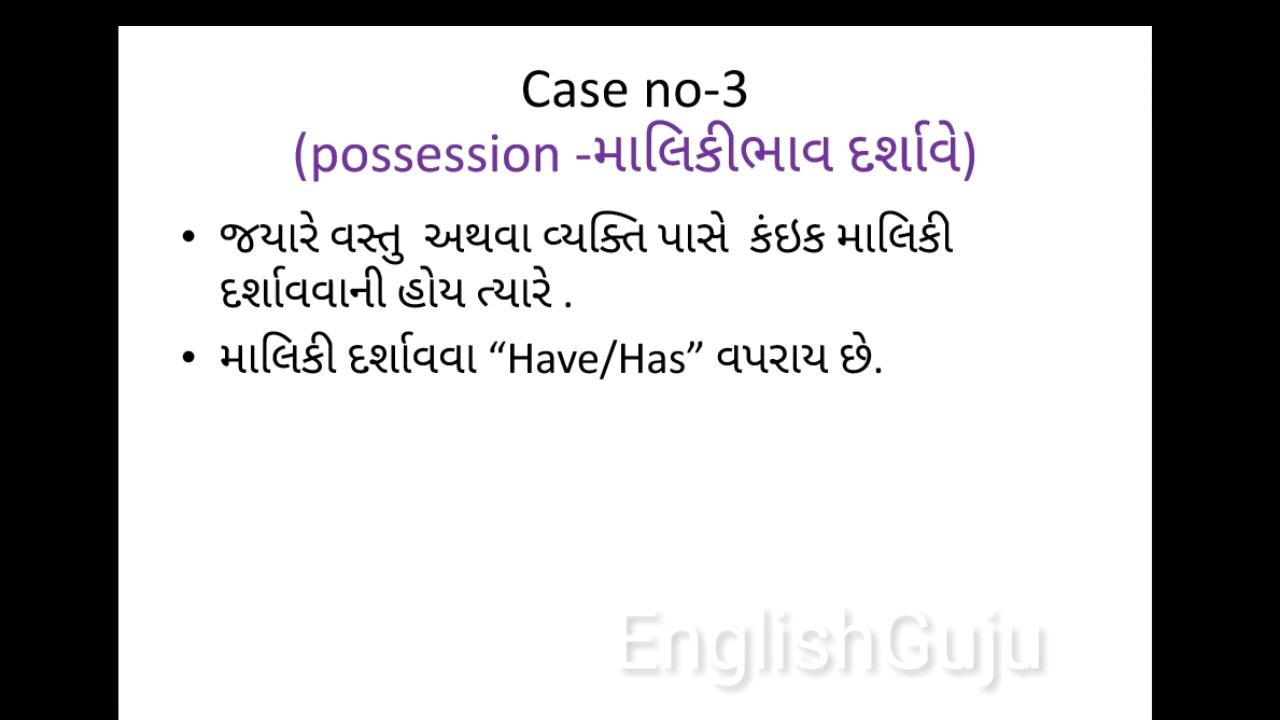 Case no-3
(possession -માલિકીભાવ દર્શાવે)
• જયારે વસ્તુ અથવા વ્યક્તિ પાસે કંઇક માલિકી
દર્શાવવાની હોય ત્યારે .
• માલિકી દર્શાવવા “Have/Has” વપરાય છે.
EnglishGuju